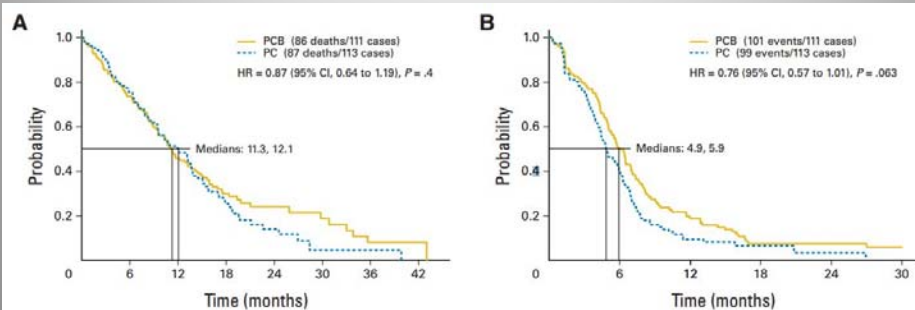 A
PCB (86 deaths/111 cases)
PC (87 deaths/113 cases)
HR = 0.87 (95% CI, 0.64 to 1.19), P = .4
Probability
1.0
0.8
0.6
0.4
0.2
Medians: 11.3, 12.1
0 6 12 18 24 30 36 42
Time (months)
B
PCB (101 events/111 cases)
PC (99 events/113 cases)
HR = 0.76 (95% CI, 0.57 to 1.01), P = .063
Probability
1.0
0.8
0.6
0.4
0.2
Medians: 4.9, 5.9
0 6 12 18 24 30
Time (months)